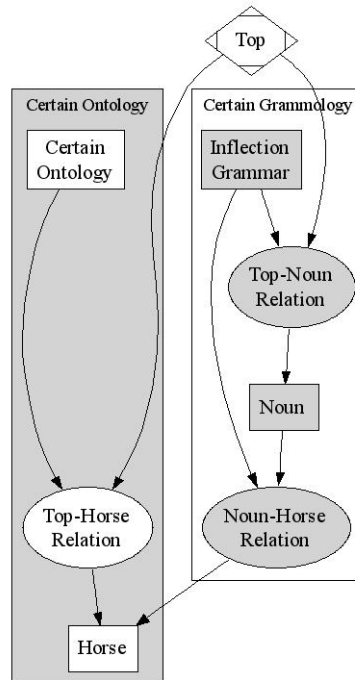 Top
Certain Ontology
Certain Grammology
Certain
Ontology
Inflection
Grammar
Top-Noun
Relation
Noun
Top-Horse
Relation
Noun-Horse
Relation
Horse